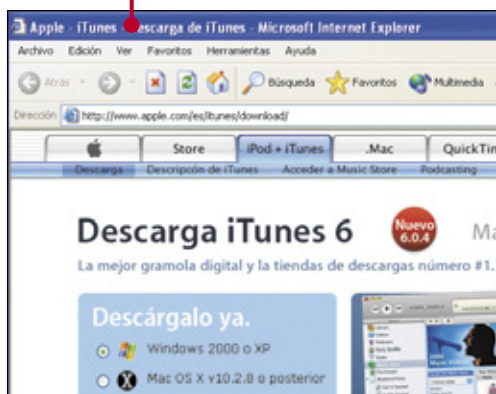 Apple - iTunes - Descarga de iTunes - Microsoft Internet Explorer
Archivo Edición Ver Favoritos Herramientas Ayuda
Atrás Búsqueda Favoritos Multimedia
Dirección http://www.apple.com/es/itunes/download/
Store iPod + iTunes .Mac QuickTim
Descarga Descripción de iTunes Acceder a Music Store Podcasting
Descarga iTunes 6 Nuevo 6.0.4 Ma
La mejor gramola digital y la tiendas de descargas número #1.
Descárgalo ya.
Windows 2000 o XP
Mac OS X v10.2.8 o posterior